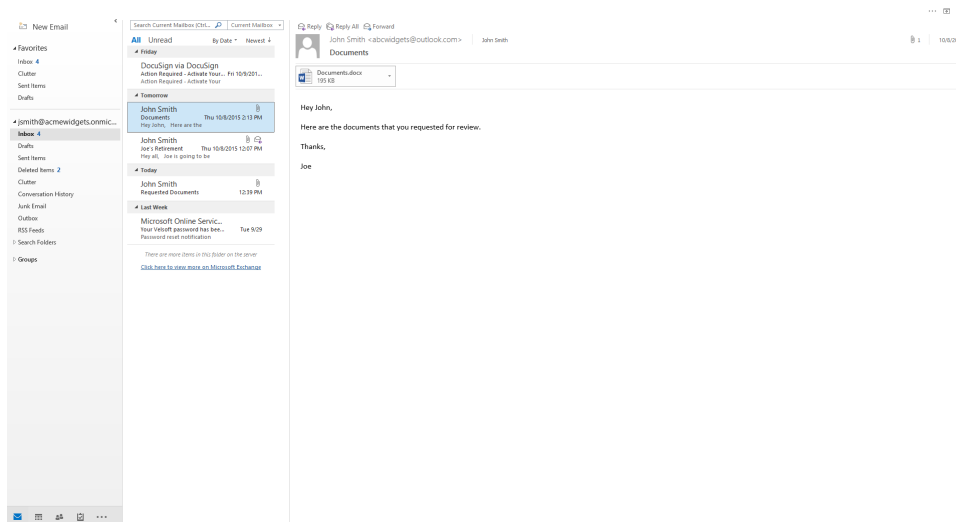 New Email
Favorites
Inbox 4
Clutter
Sent Items
Drafts
jsmith@acmewidgets.onmic...
Inbox 4
Drafts
Sent Items
Deleted Items 2
Clutter
Conversation History
Junk Email
Outbox
RSS Feeds
Search Folders
Groups
Search Current Mailbox (Ctrl... Current Mailbox
All Unread By Date Newest
Friday
DocuSign via DocuSign
Action Required - Activate Your... Fri 10/9/201...
Action Required - Activate Your
Tomorrow
John Smith
Documents Thu 10/8/2015 2:13 PM
Hey John, Here are the
John Smith
Joe's Retirement Thu 10/8/2015 12:07 PM
Hey all, Joe is going to be
Today
John Smith
Requested Documents 12:39 PM
Last Week
Microsoft Online Servic...
Your Velsoft password has bee... Tue 9/29
Password reset notification
There are more items in this folder on the server
Click here to view more on Microsoft Exchange
Reply Reply All Forward
John Smith <abcwidgets@outlook.com> John Smith 1 10/8/20
Documents
Documents.docx
195 KB
Hey John,
Here are the documents that you requested for review.
Thanks,
Joe